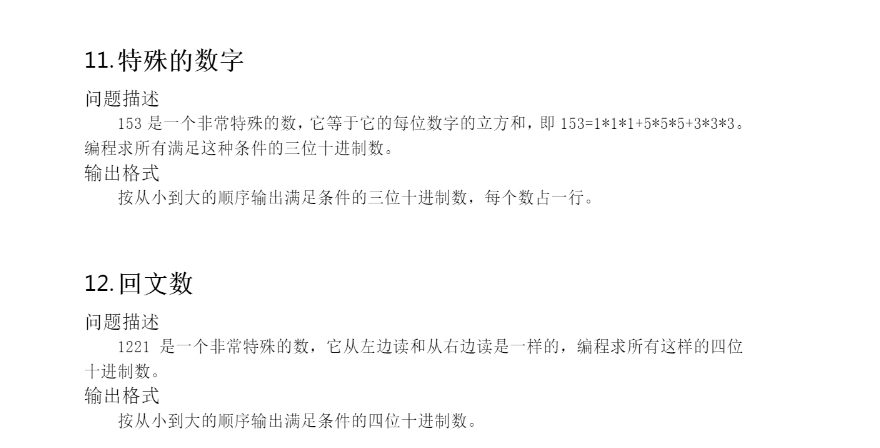 11.特殊的数字
问题描述
153 是一个非常特殊的数，它等于它的每位数字的立方和，即 153=1*1*1+5*5*5+3*3*3。
编程求所有满足这种条件的三位十进制数。
输出格式
按从小到大的顺序输出满足条件的三位十进制数，每个数占一行。
12.回文数
问题描述
1221 是一个非常特殊的数，它从左边读和从右边读是一样的，编程求所有这样的四位
十进制数。
输出格式
按从小到大的顺序输出满足条件的四位十进制数。